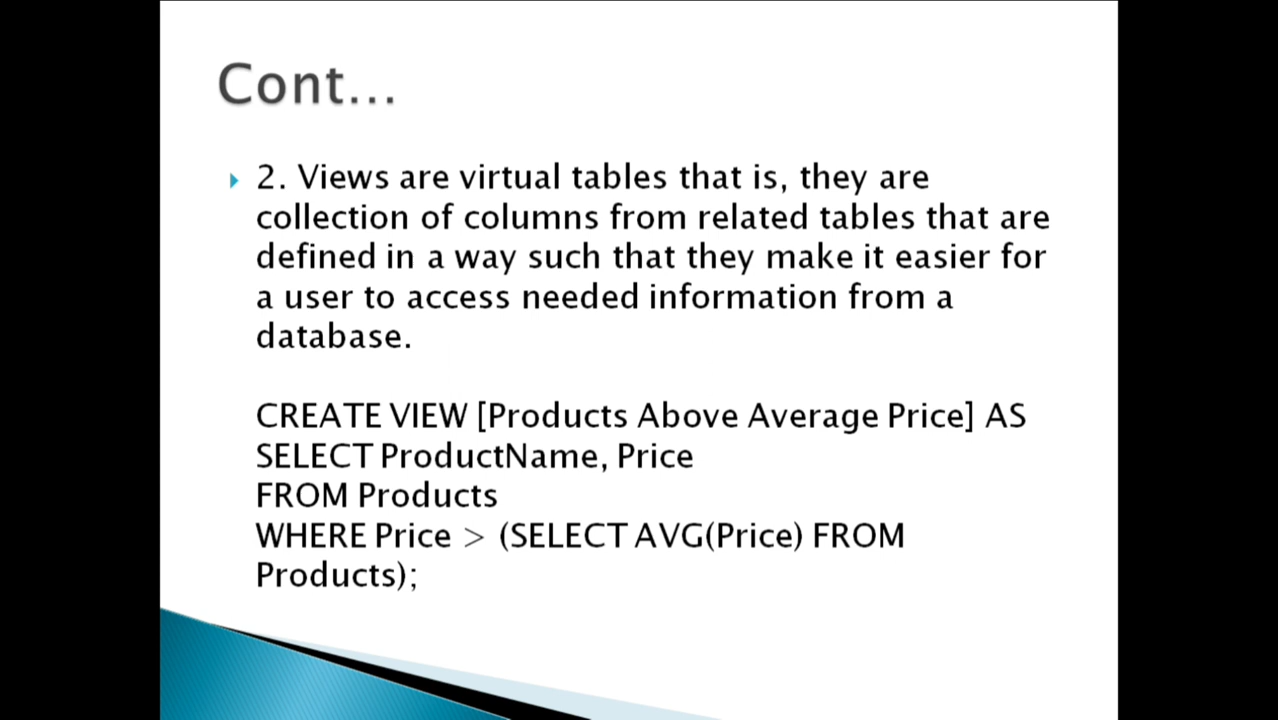 Cont...
2. Views are virtual tables that is, they are
collection of columns from related tables that are
defined in a way such that they make it easier for
a user to access needed information from a
database.
CREATE VIEW [Products Above Average Price] AS
SELECT ProductName, Price
FROM Products
WHERE Price > (SELECT AVG(Price) FROM
Products);